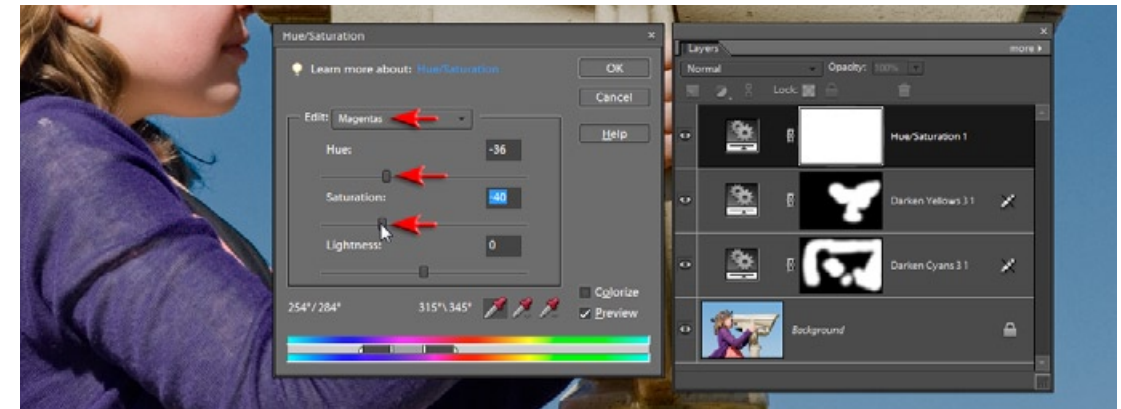 Hue/Saturation
Learn more about: Hue/Saturation
OK
Cancel
Help
Edit: Magentas
Hue: -36
Saturation: -40
Lightness: 0
254°/284° 315°\345°
Colorize
Preview
Layers
more
Normal Opacity: 100%
Lock:
Hue/Saturation 1
Darken Yellows 3 1
Darken Cyans 3 1
Background